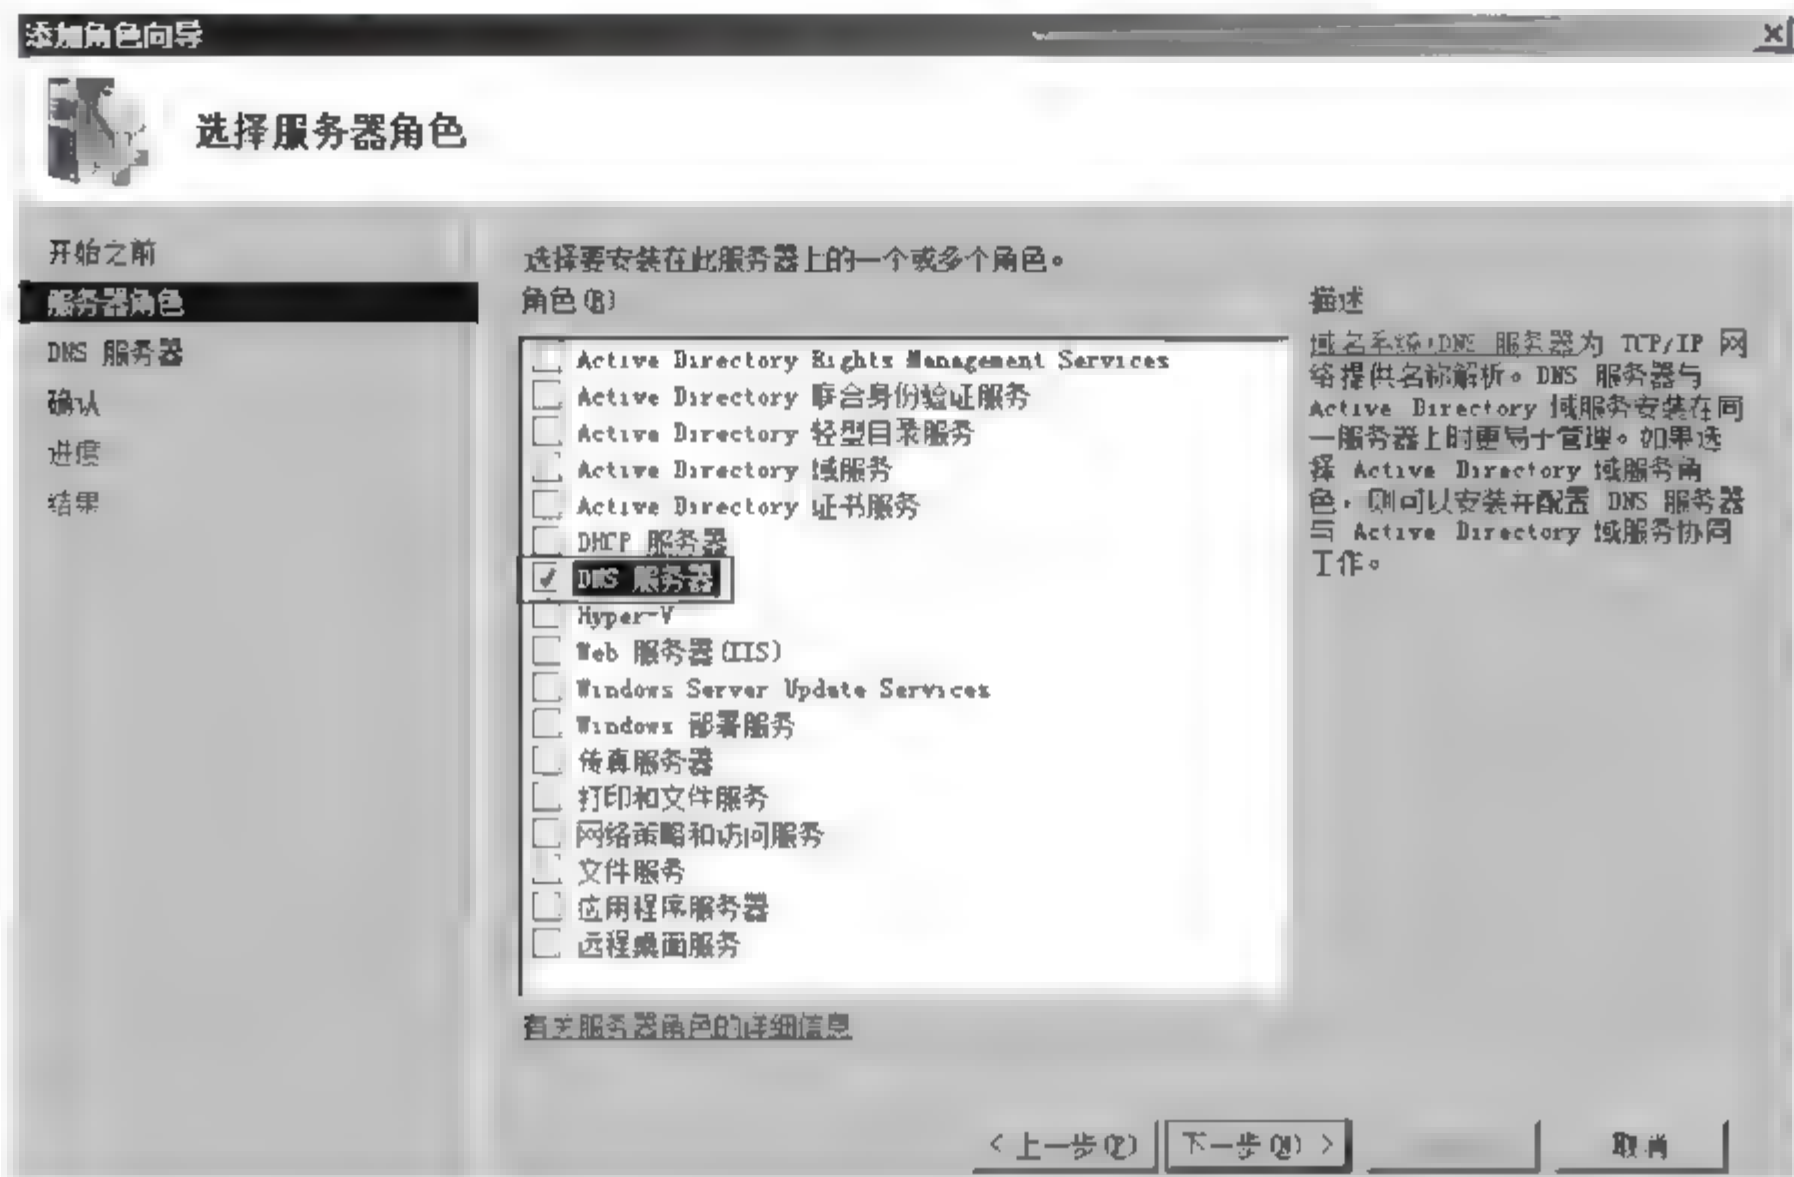 添加角色向导
选择服务器角色
开始之前
服务器角色
DNS 服务器
确认
进度
结果
选择要安装在此服务器上的一个或多个角色。
角色(R)
Active Directory Rights Management Services
Active Directory 联合身份验证服务
Active Directory 轻型目录服务
Active Directory 域服务
Active Directory 证书服务
DHCP 服务器
DNS 服务器
Hyper-V
Web 服务器(IIS)
Windows Server Update Services
Windows 部署服务
传真服务器
打印和文件服务
网络策略和访问服务
文件服务
应用程序服务器
远程桌面服务
有关服务器角色的详细信息
描述
域名系统(DNS 服务器为 TCP/IP 网
络提供名称解析。DNS 服务器与
Active Directory 域服务安装在同
一服务器上时更易于管理。如果选
择 Active Directory 域服务角
色，则可以安装并配置 DNS 服务器
与 Active Directory 域服务协同
工作。
< 上一步(P)
下一步(N) >
取消